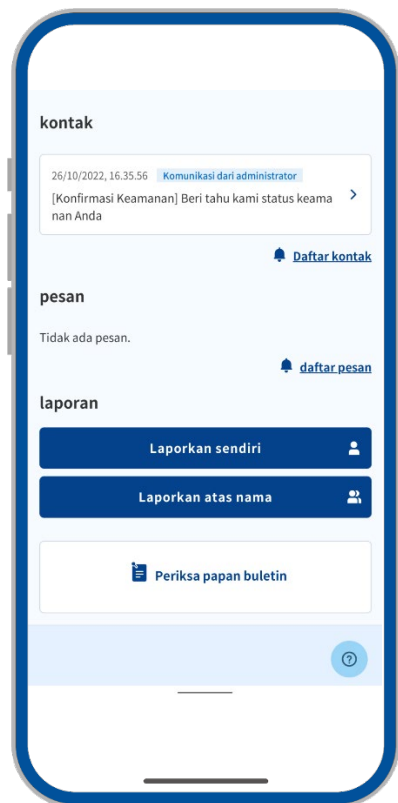 kontak
26/10/2022, 16.35.56 Komunikasi dari administrator
[Konfirmasi Keamanan] Beri tahu kami status keama
nan Anda
Daftar kontak
pesan
Tidak ada pesan.
daftar pesan
laporan
Laporkan sendiri
Laporkan atas nama
Periksa papan buletin
?